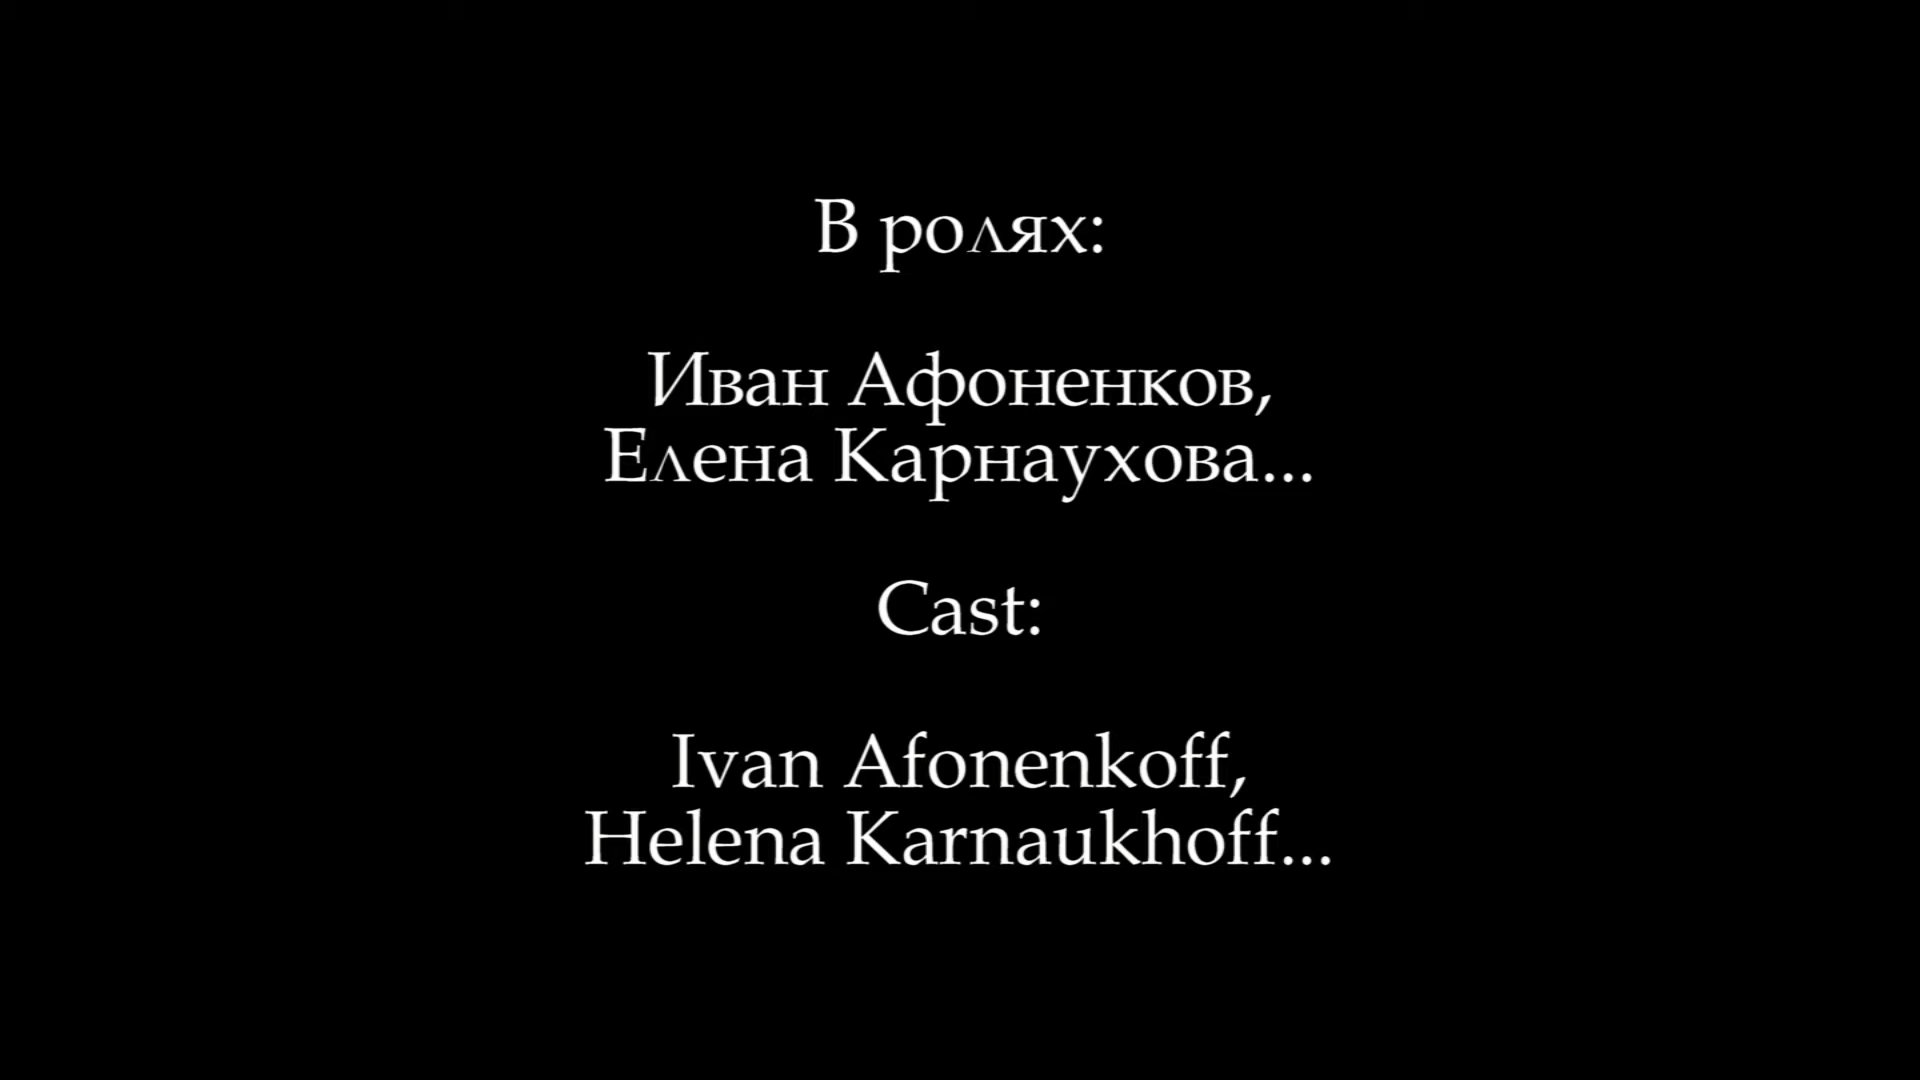 В ролях:
Иван Афоненков,
Елена Карнаухова...
Cast:
Ivan Afonenkoff,
Helena Karnaukhoff...